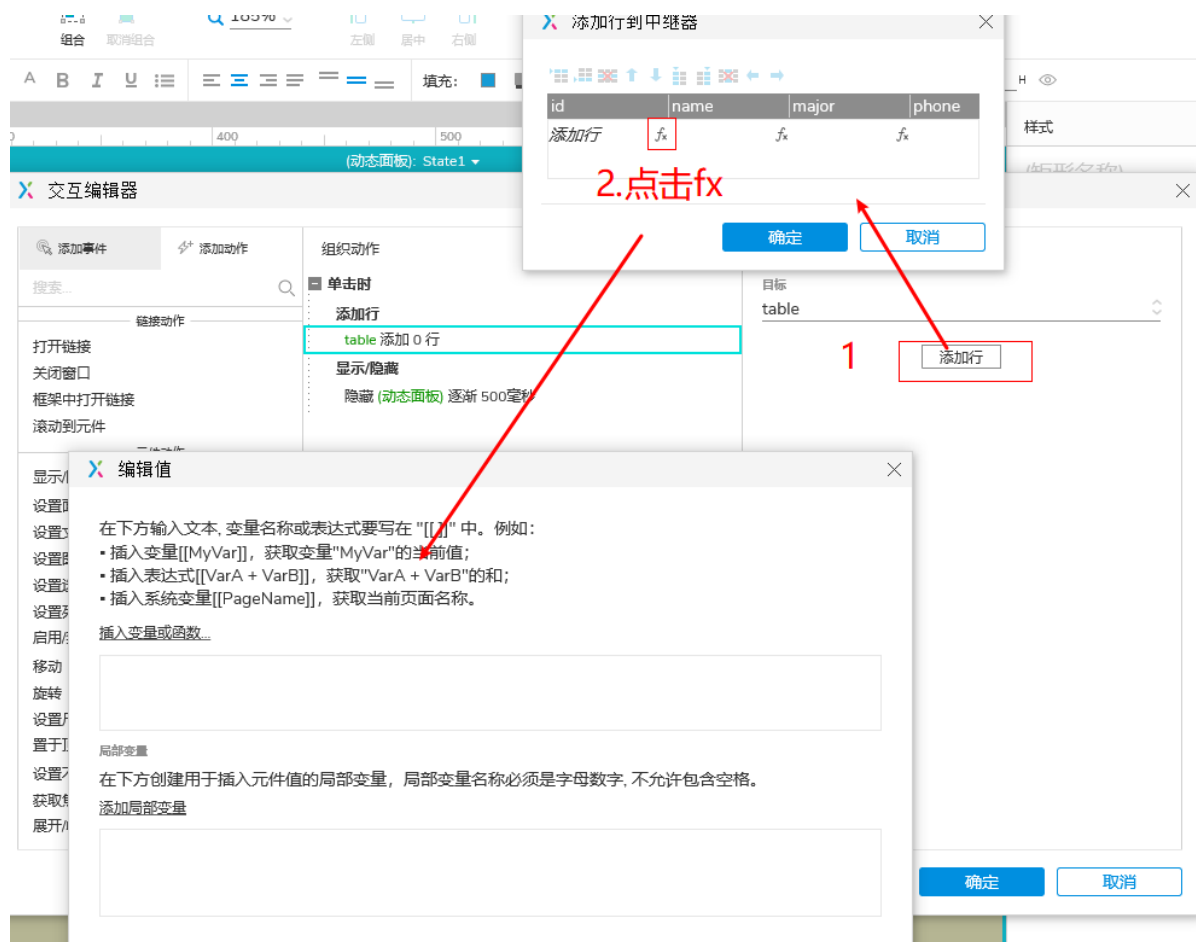 185%
组合 取消组合 左侧 居中 右侧
添加行到中继器
A B I U 填充:
H
id name major phone
添加行 fx fx fx
400 500
样式
(动态面板): State1
2.点击fx
交互编辑器
确定 取消
添加事件 添加动作 组织动作
搜索...
单击时
目标
链接动作
添加行
table
打开链接
table 添加 0 行
1
添加行
关闭窗口
显示/隐藏
框架中打开链接
隐藏 (动态面板) 逐渐 500毫秒
滚动到元件
编辑值
在下方输入文本, 变量名称或表达式要写在 "[[ ]]" 中。例如:
▪ 插入变量[[MyVar]]，获取变量"MyVar"的当前值;
▪ 插入表达式[[VarA + VarB]]，获取"VarA + VarB"的和;
▪ 插入系统变量[[PageName]]，获取当前页面名称。
插入变量或函数...
移动
旋转
局部变量
在下方创建用于插入元件值的局部变量，局部变量名称必须是字母数字, 不允许包含空格。
添加局部变量
确定 取消